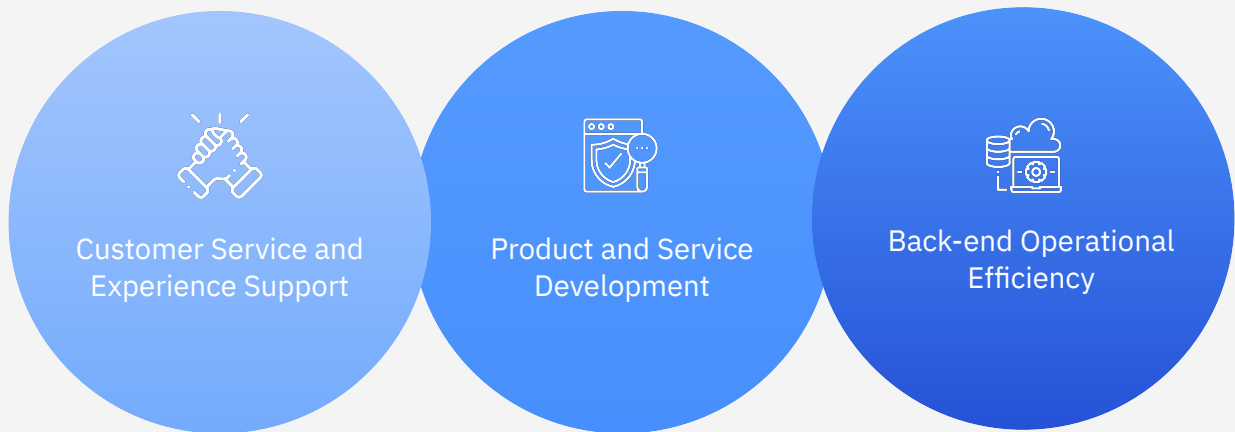 Customer Service and
Experience Support
Product and Service
Development
Back-end Operational
Efficiency